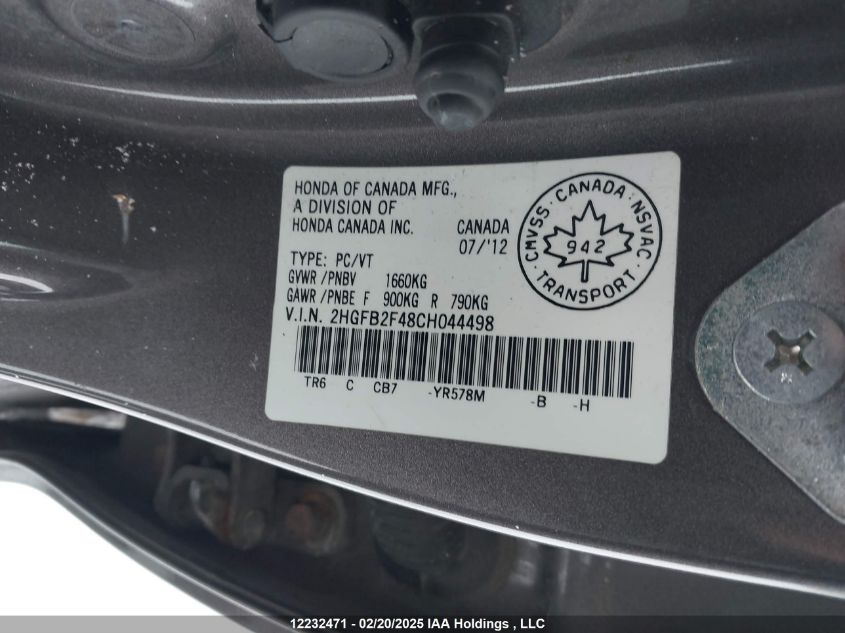 HONDA OF CANADA MFG.,
A DIVISION OF
HONDA CANADA INC. CANADA
07/'12
TYPE: PC/VT
GVWR /PNBV 1660KG
GAWR /PNBE F 900KG R 790KG
V.I.N. 2HGFB2F48CH044498
TR6 C CB7 -YR578M -B -H
CMVSS · CANADA · NSVAC
942
· TRANSPORT ·
12232471 - 02/20/2025 IAA Holdings , LLC